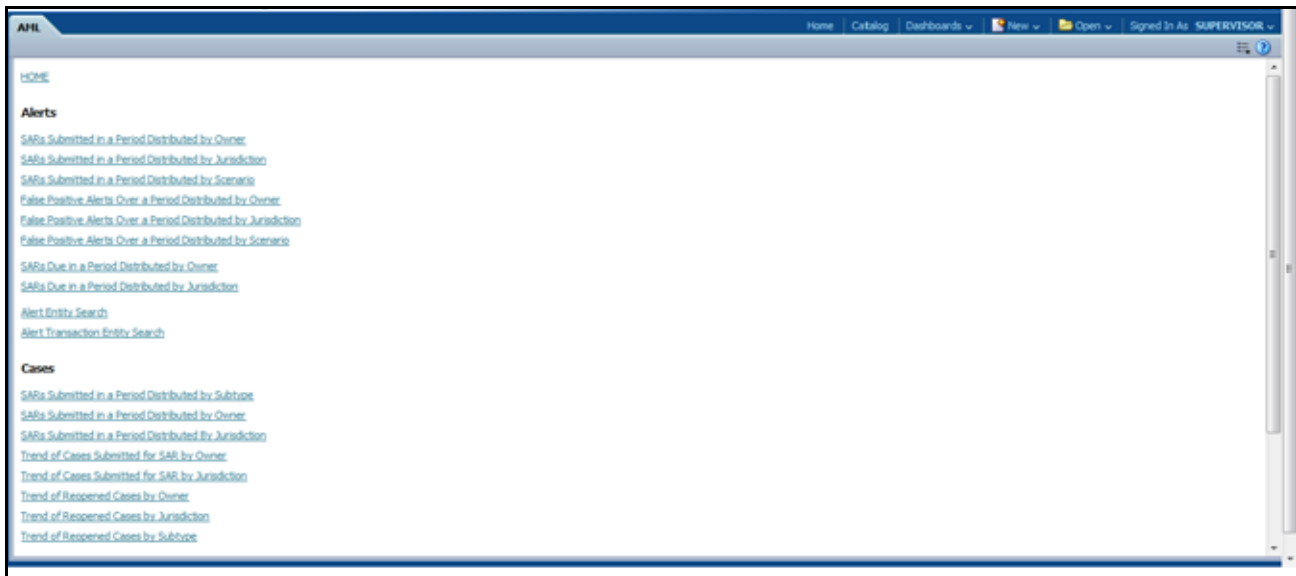 AML
Home Catalog Dashboards New Open Signed In As SUPERVISOR
HOME
Alerts
SARs Submitted in a Period Distributed by Owner
SARs Submitted in a Period Distributed by Jurisdiction
SARs Submitted in a Period Distributed by Scenario
False Positive Alerts Over a Period Distributed by Owner
False Positive Alerts Over a Period Distributed by Jurisdiction
False Positive Alerts Over a Period Distributed by Scenario
SARs Due in a Period Distributed by Owner
SARs Due in a Period Distributed by Jurisdiction
Alert Entity Search
Alert Transaction Entity Search
Cases
SARs Submitted in a Period Distributed by Subtype
SARs Submitted in a Period Distributed by Owner
SARs Submitted in a Period Distributed By Jurisdiction
Trend of Cases Submitted for SAR by Owner
Trend of Cases Submitted for SAR by Jurisdiction
Trend of Reopened Cases by Owner
Trend of Reopened Cases by Jurisdiction
Trend of Reopened Cases by Subtype